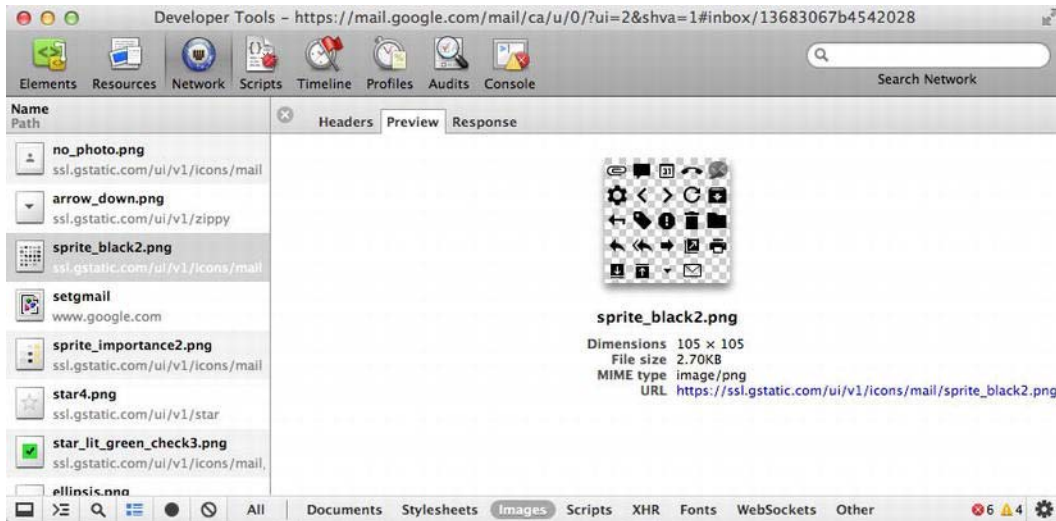 Developer Tools - https://mail.google.com/mail/ca/u/0/?ui=2&shva=1#inbox/13683067b4542028
Elements Resources Network Scripts Timeline Profiles Audits Console
Search Network
Name
Path
Headers Preview Response
no_photo.png
ssl.gstatic.com/ui/v1/icons/mail
arrow_down.png
ssl.gstatic.com/ui/v1/zippy
sprite_black2.png
ssl.gstatic.com/ui/v1/icons/mail
setgmail
www.google.com
sprite_importance2.png
ssl.gstatic.com/ui/v1/icons/mail
star4.png
ssl.gstatic.com/ui/v1/star
star_lit_green_check3.png
ssl.gstatic.com/ui/v1/icons/mail,
ellipsis.png
31
sprite_black2.png
Dimensions 105 × 105
File size 2.70KB
MIME type image/png
URL https://ssl.gstatic.com/ui/v1/icons/mail/sprite_black2.png
All Documents Stylesheets Images Scripts XHR Fonts WebSockets Other 6 4